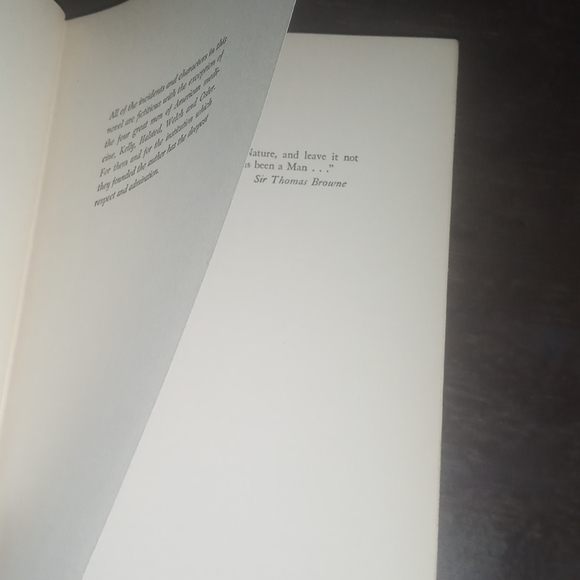 All of the incidents and characters in this
novel are fictitious with the exception of
the four great men of American medi-
cine, Kelly, Halsted, Welch and Osler.
For them and for the institution which
they founded the author has the deepest
respect and admiration.
Nature, and leave it not
as been a Man . . ."
Sir Thomas Browne